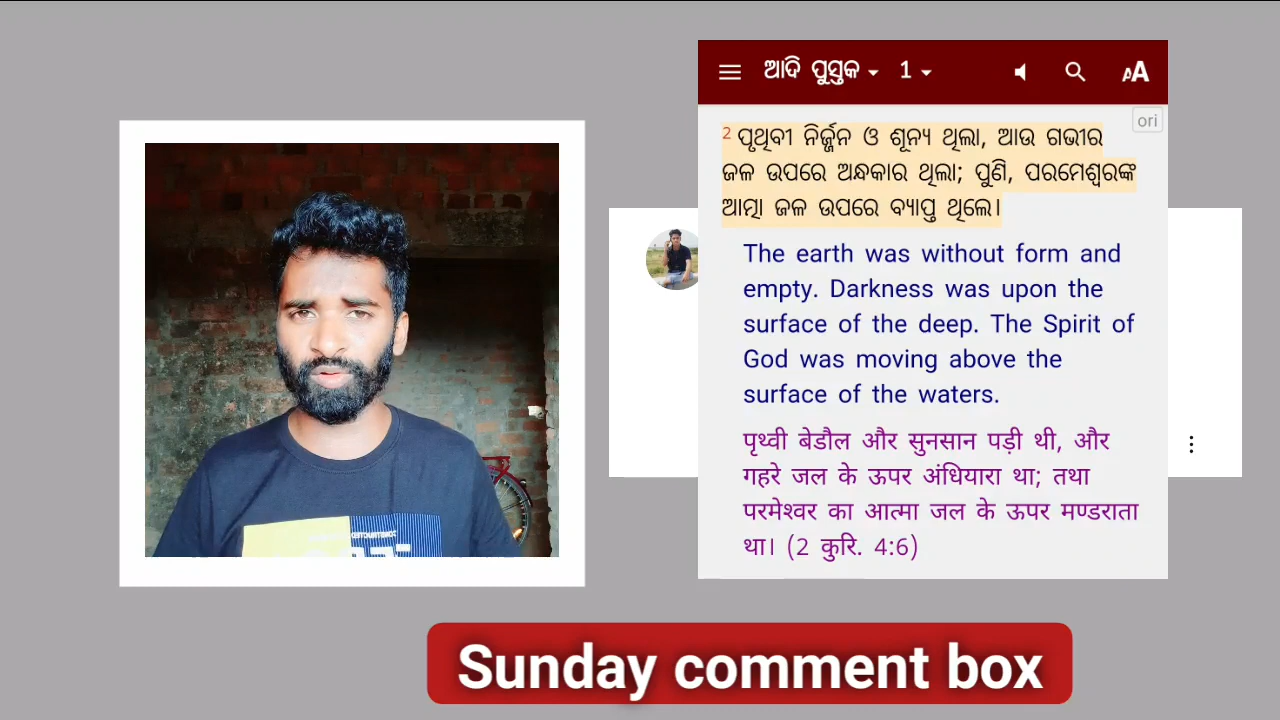 ଆଦି ପୁସ୍ତକ 1
AA
ori
2 ପୃଥିବୀ ନିର୍ଜ୍ଜନ ଓ ଶୂନ୍ୟ ଥିଲା, ଆଉ ଗଭୀର
ଜଳ ଉପରେ ଅନ୍ଧକାର ଥିଲା; ପୁଣି, ପରମେଶ୍ୱରଙ୍କ
ଆତ୍ମା ଜଳ ଉପରେ ବ୍ୟାପ୍ତ ଥିଲେ।
The earth was without form and
empty. Darkness was upon the
surface of the deep. The Spirit of
God was moving above the
surface of the waters.
पृथ्वी बेडौल और सुनसान पड़ी थी, और
गहरे जल के ऊपर अंधियारा था; तथा
परमेश्वर का आत्मा जल के ऊपर मण्डराता
था। (2 कुरि. 4:6)
Sunday comment box